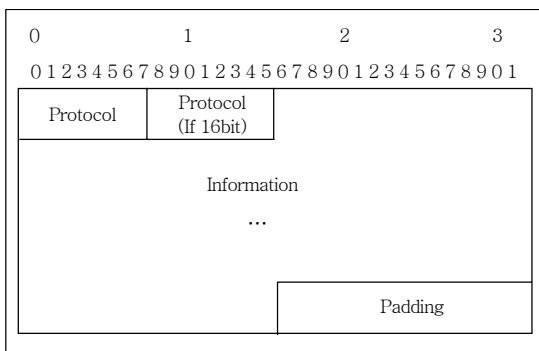 0 1 2 3
0 1 2 3 4 5 6 7 8 9 0 1 2 3 4 5 6 7 8 9 0 1 2 3 4 5 6 7 8 9 0 1
Protocol
Protocol
(If 16bit)
Information
...
Padding